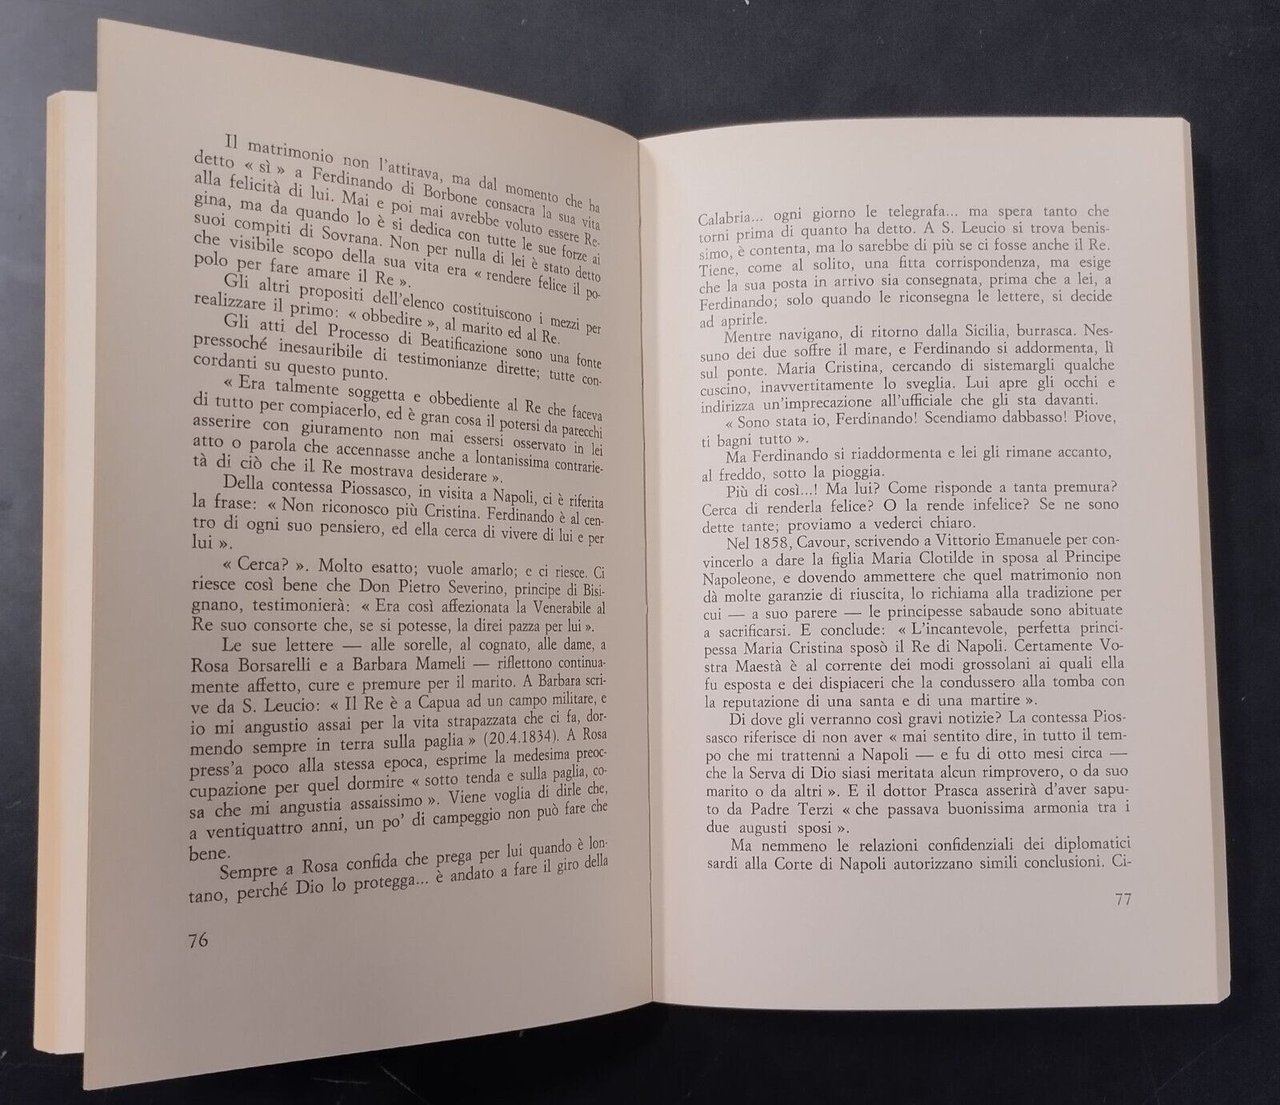 Il matrimonio non l'attirava, ma dal momento che ha
detto « sì » a Ferdinando di Borbone consacra la sua vita
alla felicità di lui. Mai e poi mai avrebbe voluto essere Re-
gina, ma da quando lo è si dedica con tutte le sue forze ai
suoi compiti di Sovrana. Non per nulla di lei è stato detto
che visibile scopo della sua vita era « rendere felice il po-
polo per fare amare il Re ».
Gli altri propositi dell'elenco costituiscono i mezzi per
realizzare il primo: « obbedire », al marito ed al Re.
Gli atti del Processo di Beatificazione sono una fonte
pressoché inesauribile di testimonianze dirette; tutte con-
cordanti su questo punto.
« Era talmente soggetta e obbediente al Re che faceva
di tutto per compiacerlo, ed è gran cosa il potersi da parecchi
asserire con giuramento non mai essersi osservato in lei
atto o parola che accennasse anche a lontanissima contrarie-
tà di ciò che il Re mostrava desiderare ».
Della contessa Piossasco, in visita a Napoli, ci è riferita
la frase: « Non riconosco più Cristina. Ferdinando è al cen-
tro di ogni suo pensiero, ed ella cerca di vivere di lui e per
lui ».
« Cerca? ». Molto esatto; vuole amarlo; e ci riesce. Ci
riesce così bene che Don Pietro Severino, principe di Bisi-
gnano, testimonierà: « Era così affezionata la Venerabile al
Re suo consorte che, se si potesse, la direi pazza per lui ».
Le sue lettere — alle sorelle, al cognato, alle dame, a
Rosa Borsarelli e a Barbara Mameli — riflettono continua-
mente affetto, cure e premure per il marito. A Barbara scri-
ve da S. Leucio: « Il Re è a Capua ad un campo militare, e
io mi angustio assai per la vita strapazzata che ci fa, dor-
mendo sempre in terra sulla paglia » (20.4.1834). A Rosa
press'a poco alla stessa epoca, esprime la medesima preoc-
cupazione per quel dormire « sotto tenda e sulla paglia, co-
sa che mi angustia assaissimo ». Viene voglia di dirle che,
a ventiquattro anni, un po' di campeggio non può fare che
bene.
Sempre a Rosa confida che prega per lui quando è lon-
tano, perché Dio lo protegga... è andato a fare il giro della
76
Calabria... ogni giorno le telegrafa... ma spera tanto che
torni prima di quanto ha detto. A S. Leucio si trova benis-
simo, è contenta, ma lo sarebbe di più se ci fosse anche il Re.
Tiene, come al solito, una fitta corrispondenza, ma esige
che la sua posta in arrivo sia consegnata, prima che a lei, a
Ferdinando; solo quando le riconsegna le lettere, si decide
ad aprirle.
Mentre navigano, di ritorno dalla Sicilia, burrasca. Nes-
suno dei due soffre il mare, e Ferdinando si addormenta, lì
sul ponte. Maria Cristina, cercando di sistemargli qualche
cuscino, inavvertitamente lo sveglia. Lui apre gli occhi e
indirizza un'imprecazione all'ufficiale che gli sta davanti.
« Sono stata io, Ferdinando! Scendiamo dabbasso! Piove,
ti bagni tutto ».
Ma Ferdinando si riaddormenta e lei gli rimane accanto,
al freddo, sotto la pioggia.
Più di così...! Ma lui? Come risponde a tanta premura?
Cerca di renderla felice? O la rende infelice? Se ne sono
dette tante; proviamo a vederci chiaro.
Nel 1858, Cavour, scrivendo a Vittorio Emanuele per con-
vincerlo a dare la figlia Maria Clotilde in sposa al Principe
Napoleone, e dovendo ammettere che quel matrimonio non
dà molte garanzie di riuscita, lo richiama alla tradizione per
cui — a suo parere — le principesse sabaude sono abituate
a sacrificarsi. E conclude: « L'incantevole, perfetta princi-
pessa Maria Cristina sposò il Re di Napoli. Certamente Vo-
stra Maestà è al corrente dei modi grossolani ai quali ella
fu esposta e dei dispiaceri che la condussero alla tomba con
la reputazione di una santa e di una martire ».
Di dove gli verranno così gravi notizie? La contessa Pios-
sasco riferisce di non aver « mai sentito dire, in tutto il tem-
po che mi trattenni a Napoli — e fu di otto mesi circa —
che la Serva di Dio siasi meritata alcun rimprovero, o da suo
marito o da altri ». E il dottor Prasca asserirà d'aver sapu-
to da Padre Terzi « che passava buonissima armonia tra i
due augusti sposi ».
Ma nemmeno le relazioni confidenziali dei diplomatici
sardi alla Corte di Napoli autorizzano simili conclusioni. Ci-
77